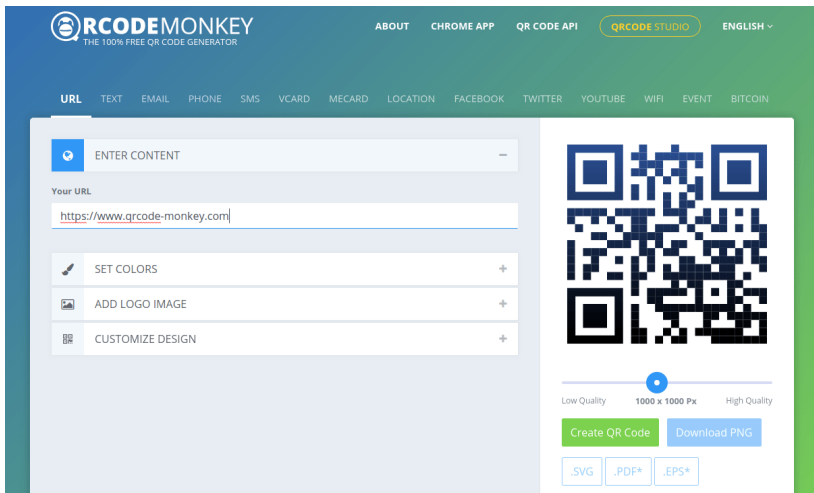 QRCODEMONKEY
THE 100% FREE QR CODE GENERATOR
ABOUT CHROME APP QR CODE API QRCODE STUDIO ENGLISH
URL TEXT EMAIL PHONE SMS VCARD MECARD LOCATION FACEBOOK TWITTER YOUTUBE WIFI EVENT BITCOIN
ENTER CONTENT
Your URL
https://www.qrcode-monkey.com
SET COLORS
ADD LOGO IMAGE
CUSTOMIZE DESIGN
Low Quality 1000 x 1000 Px High Quality
Create QR Code Download PNG
.SVG .PDF* .EPS*